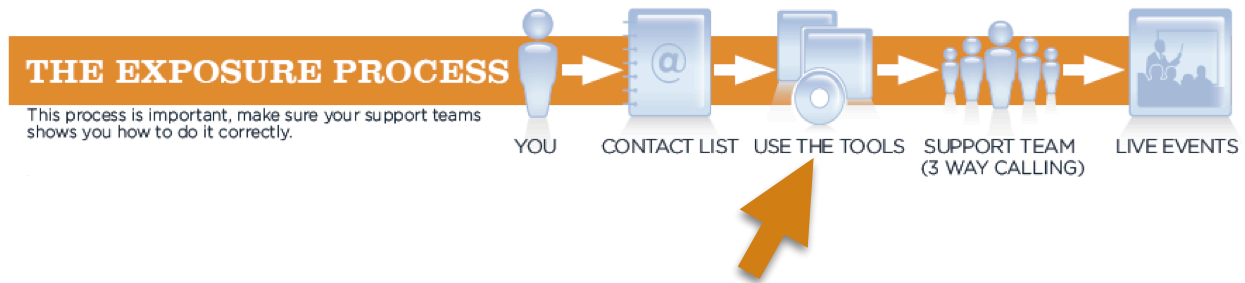 THE EXPOSURE PROCESS
This process is important, make sure your support teams
shows you how to do it correctly.
@
YOU
CONTACT LIST
USE THE TOOLS
SUPPORT TEAM
(3 WAY CALLING)
LIVE EVENTS